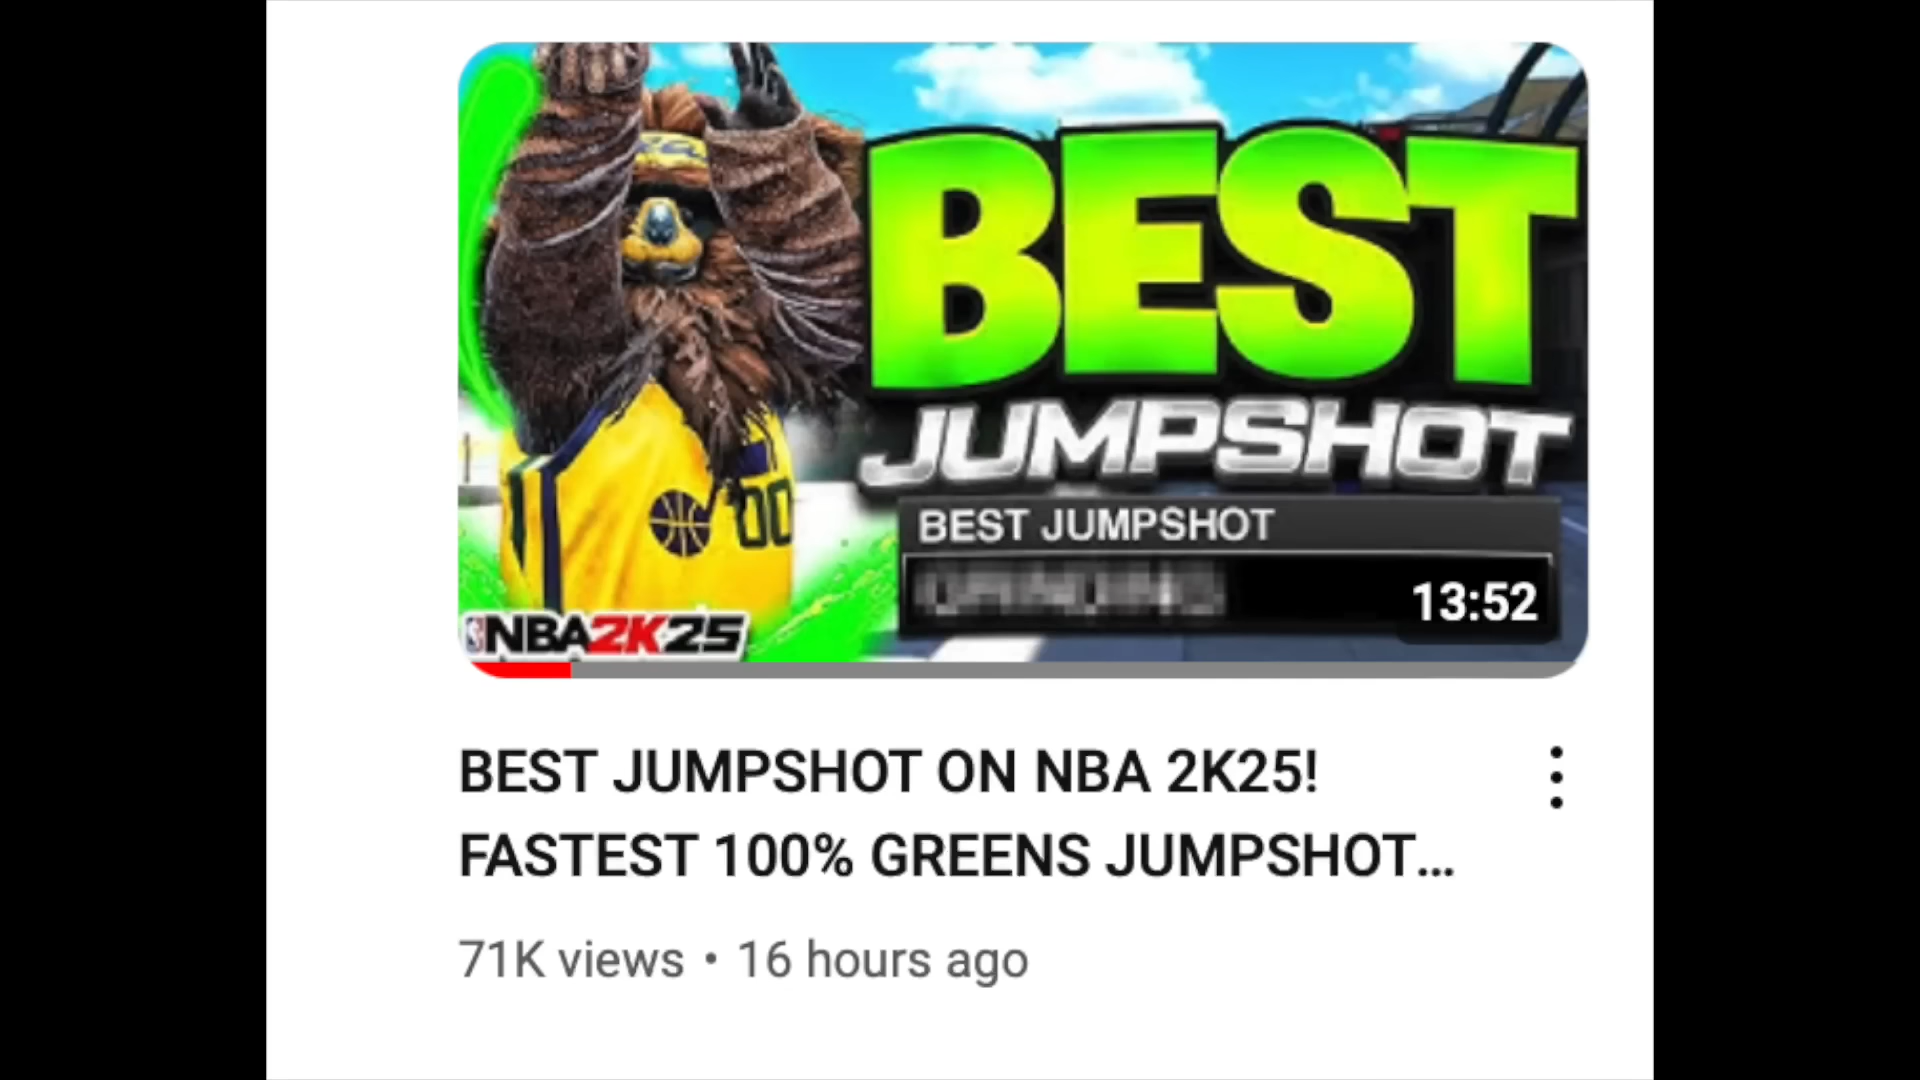 BEST
JUMPSHOT
BEST JUMPSHOT
13:52
00
NBA2K25
BEST JUMPSHOT ON NBA 2K25!
FASTEST 100% GREENS JUMPSHOT...
71K views • 16 hours ago